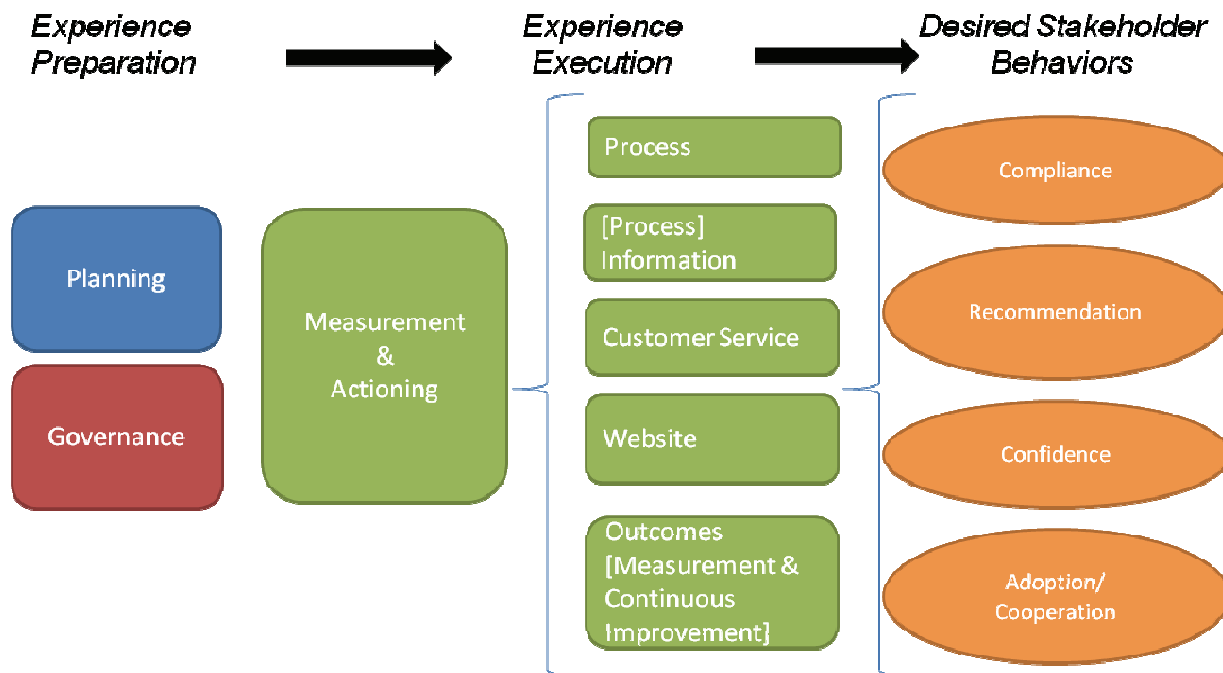 Experience
Preparation
Experience
Execution
Desired Stakeholder
Behaviors
Planning
Governance
Measurement
&
Actioning
Process
[Process]
Information
Customer Service
Website
Outcomes
[Measurement &
Continuous
Improvement]
Compliance
Recommendation
Confidence
Adoption/
Cooperation